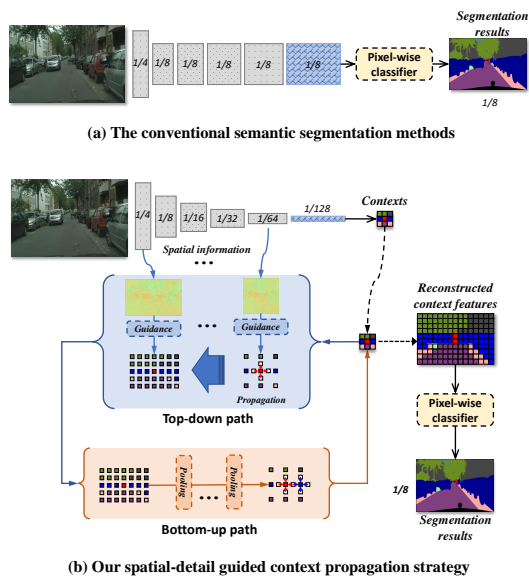 Segmentation
results
1/4
1/8
1/8
1/8
1/8
1/8
Pixel-wise
classifier
1/8
(a) The conventional semantic segmentation methods
1/4
1/8
1/16
1/32
1/64
1/128
Contexts
Spatial information
...
Guidance
...
Guidance
Propagation
Top-down path
Reconstructed
context features
Pixel-wise
classifier
Pooling
...
Pooling
Bottom-up path
1/8
Segmentation
results
(b) Our spatial-detail guided context propagation strategy